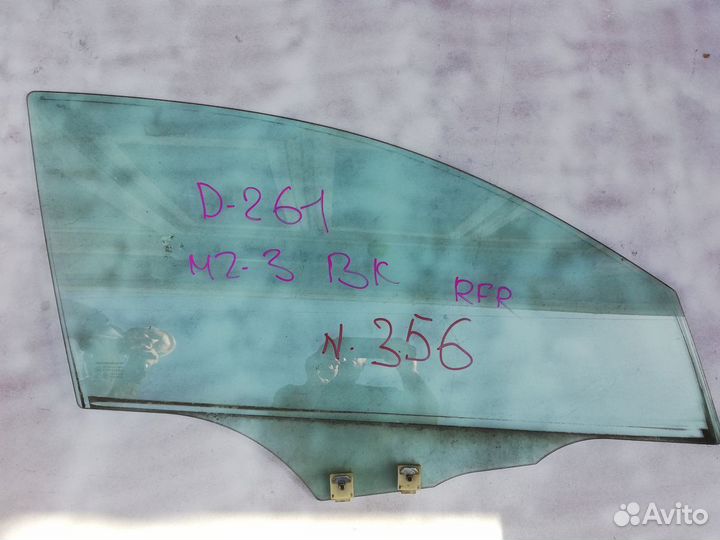 D-261
MZ-3 BK
RFR
N. 356
Avito